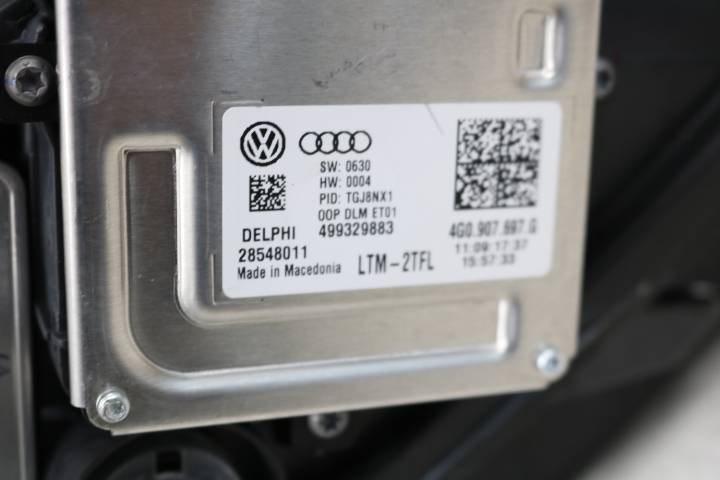 SW: 0630
HW: 0004
PID: TGJ8NX1
OOP DLM ET01
DELPHI 499329883
28548011
Made in Macedonia
LTM-2TFL
4G0.907.697.G
11:09:17:37
15:57:33